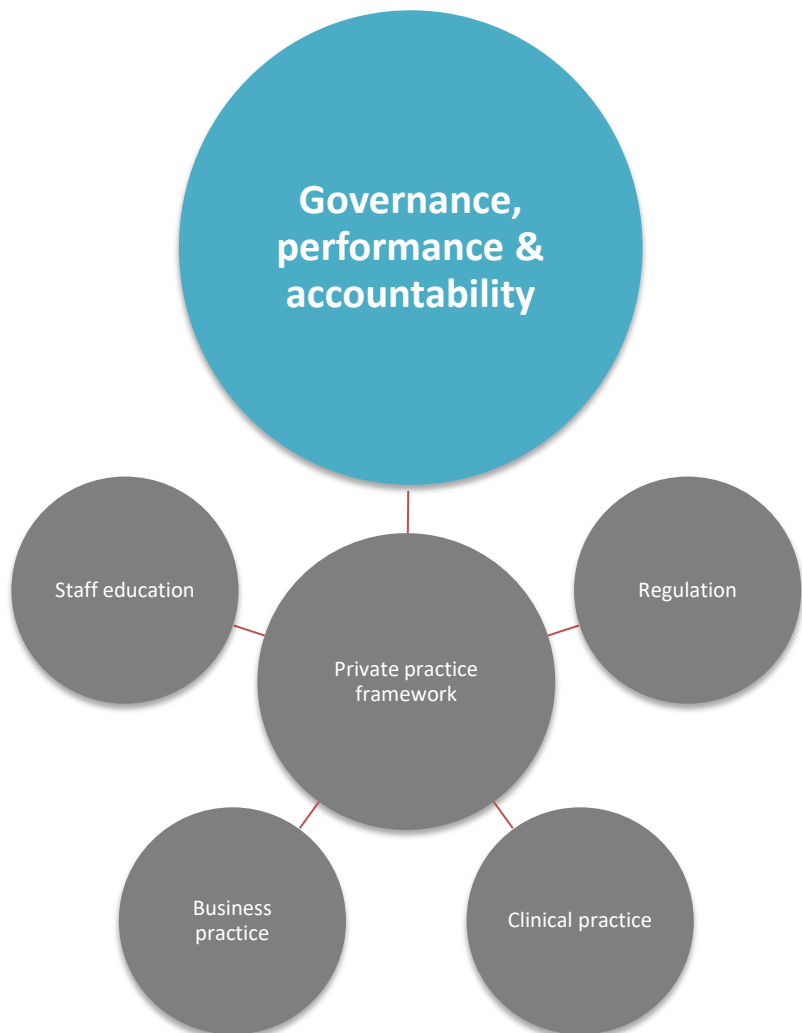 Governance,
performance &
accountability
Staff education
Regulation
Private practice
framework
Business
practice
Clinical practice